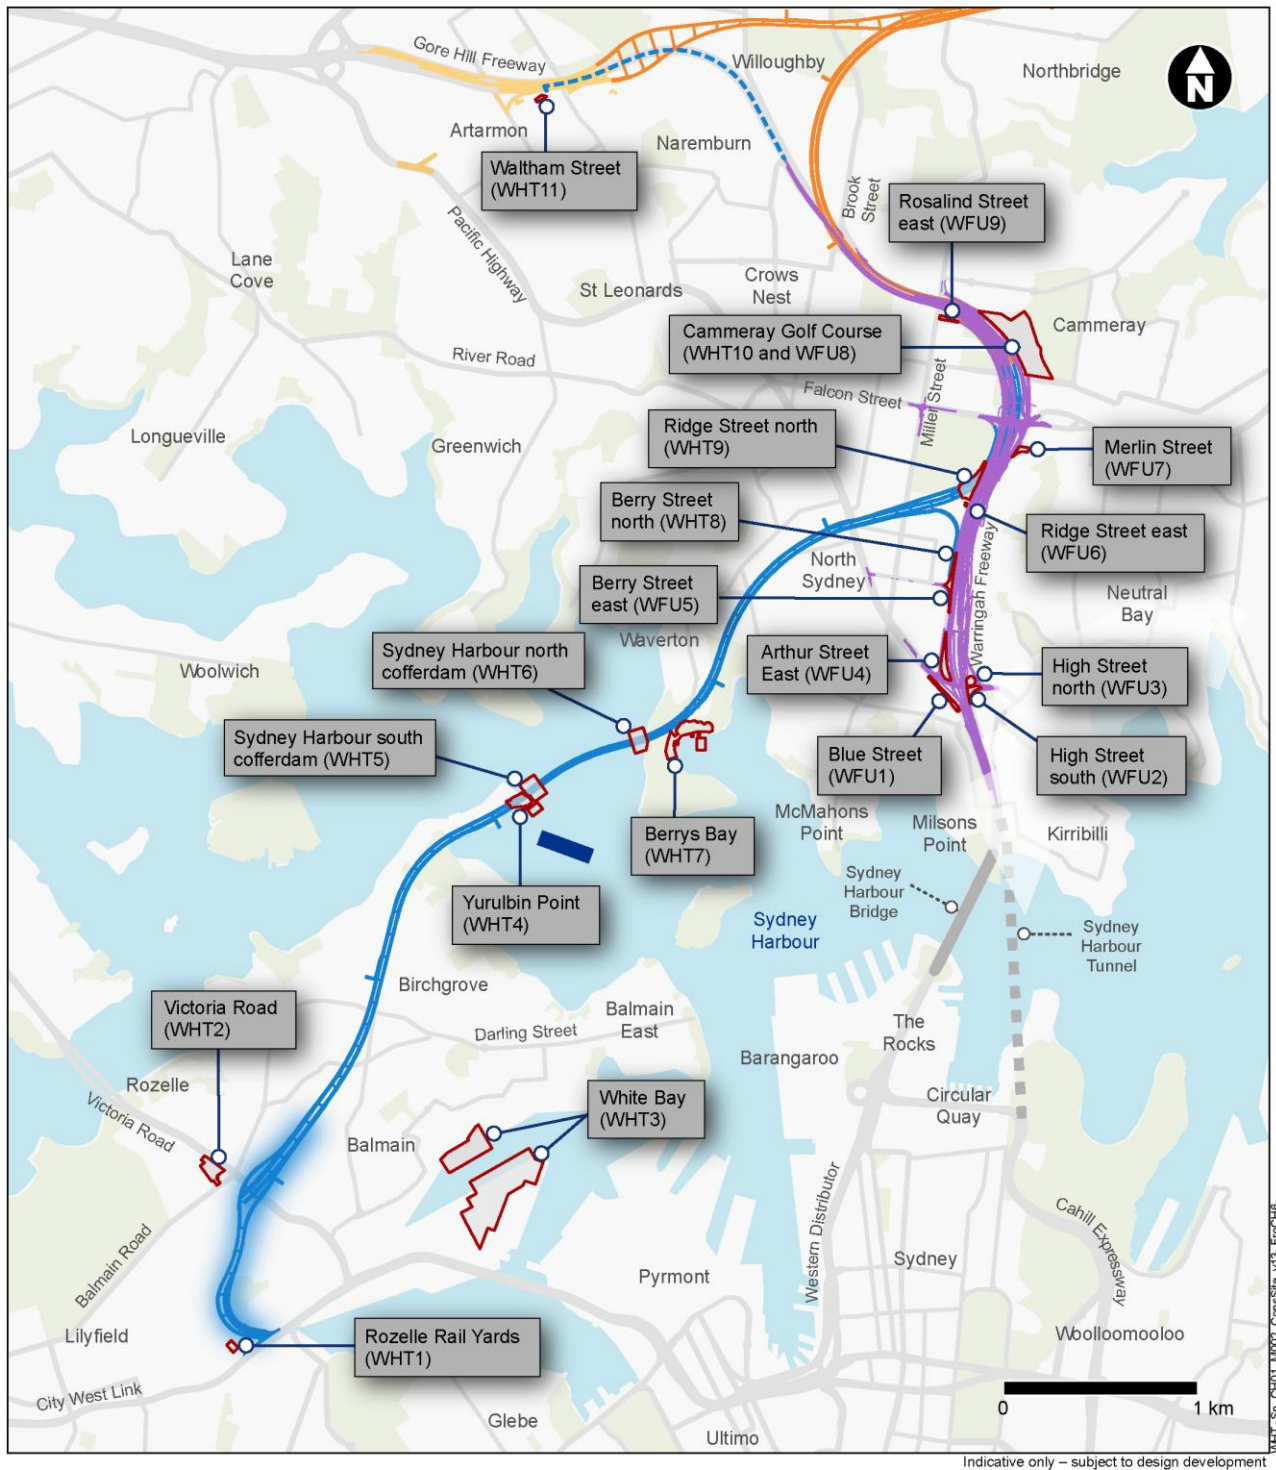 Gore Hill Freeway
Willoughby
Northbridge
N
Artarmon
Naremburn
Waltham Street
(WHT11)
Brook
Street
Rosalind Street
east (WFU9)
Pacific Highway
Lane
Cove
Crows
Nest
St Leonards
Cammeray Golf Course
(WHT10 and WFU8)
Cammeray
River Road
Miller Street
Falcon Street
Ridge Street north
(WHT9)
Longueville
Greenwich
Merlin Street
(WFU7)
Berry Street
north (WHT8)
Ridge Street east
(WFU6)
Warringah Freeway
North
Sydney
Berry Street
east (WFU5)
Neutral
Bay
Waverton
Sydney Harbour north
cofferdam (WHT6)
Arthur Street
East (WFU4)
High Street
north (WFU3)
Woolwich
Sydney Harbour south
cofferdam (WHT5)
Blue Street
(WFU1)
High Street
south (WFU2)
McMahons
Point
Milsons
Point
Kirribilli
Berrys Bay
(WHT7)
Sydney
Harbour
Bridge
Yurulbin Point
(WHT4)
Sydney
Harbour
Sydney
Harbour
Tunnel
Birchgrove
Victoria Road
(WHT2)
Balmain
East
Darling Street
The
Rocks
Barangaroo
Rozelle
Victoria Road
White Bay
(WHT3)
Circular
Quay
Balmain
Western Distributor
Cahill Expressway
Balmain Road
Sydney
Pyrmont
Lilyfield
Rozelle Rail Yards
(WHT1)
Woolloomooloo
City West Link
Glebe
0 1 km
Ultimo
Indicative only – subject to design development